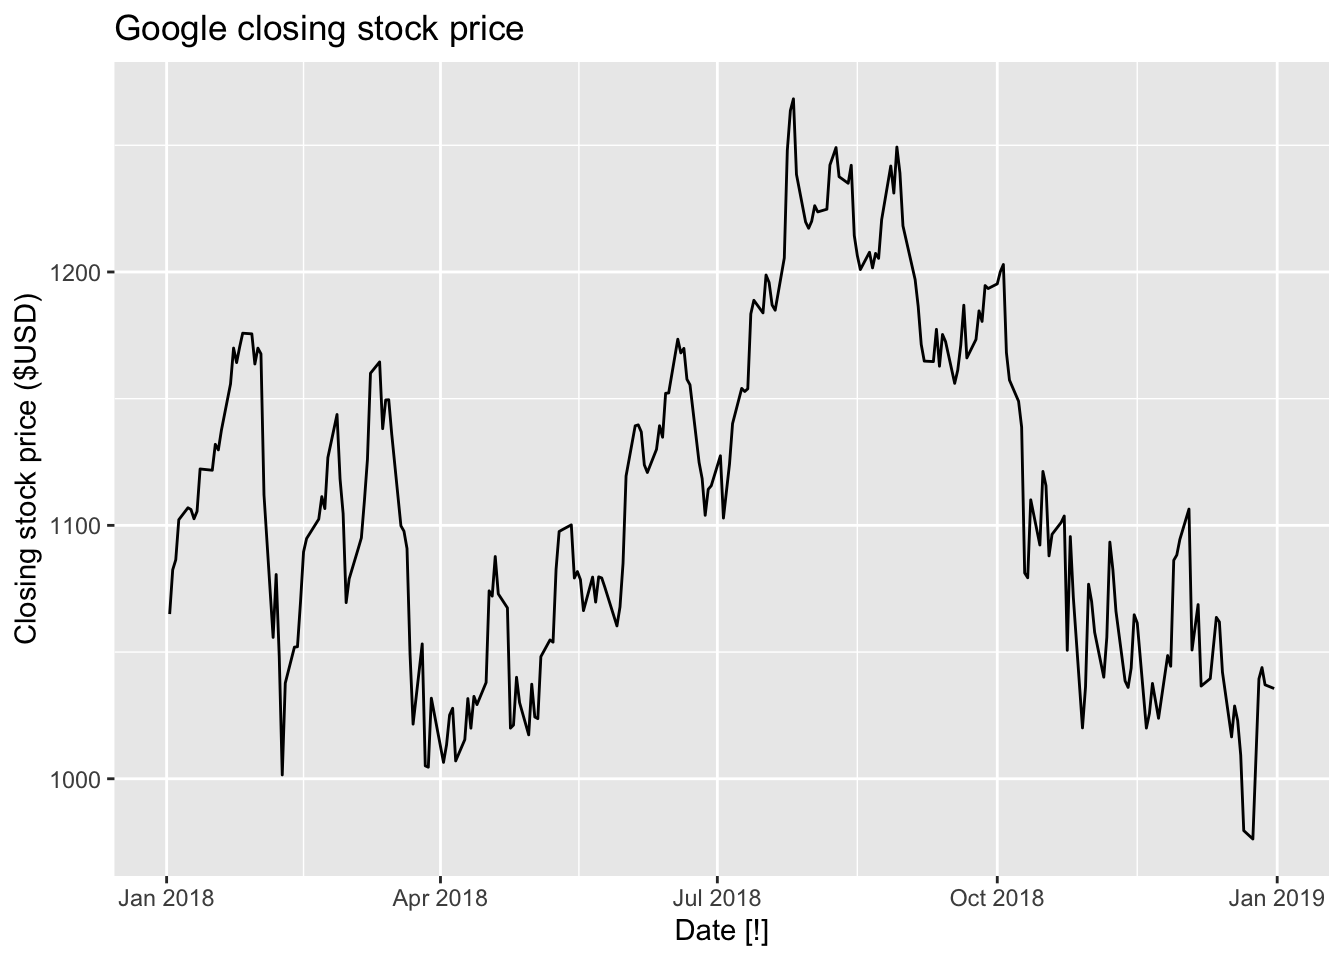 Google closing stock price
Closing stock price ($USD)
1200
1100
1000
Jan 2018
Apr 2018
Jul 2018
Oct 2018
Jan 2019
Date [!]